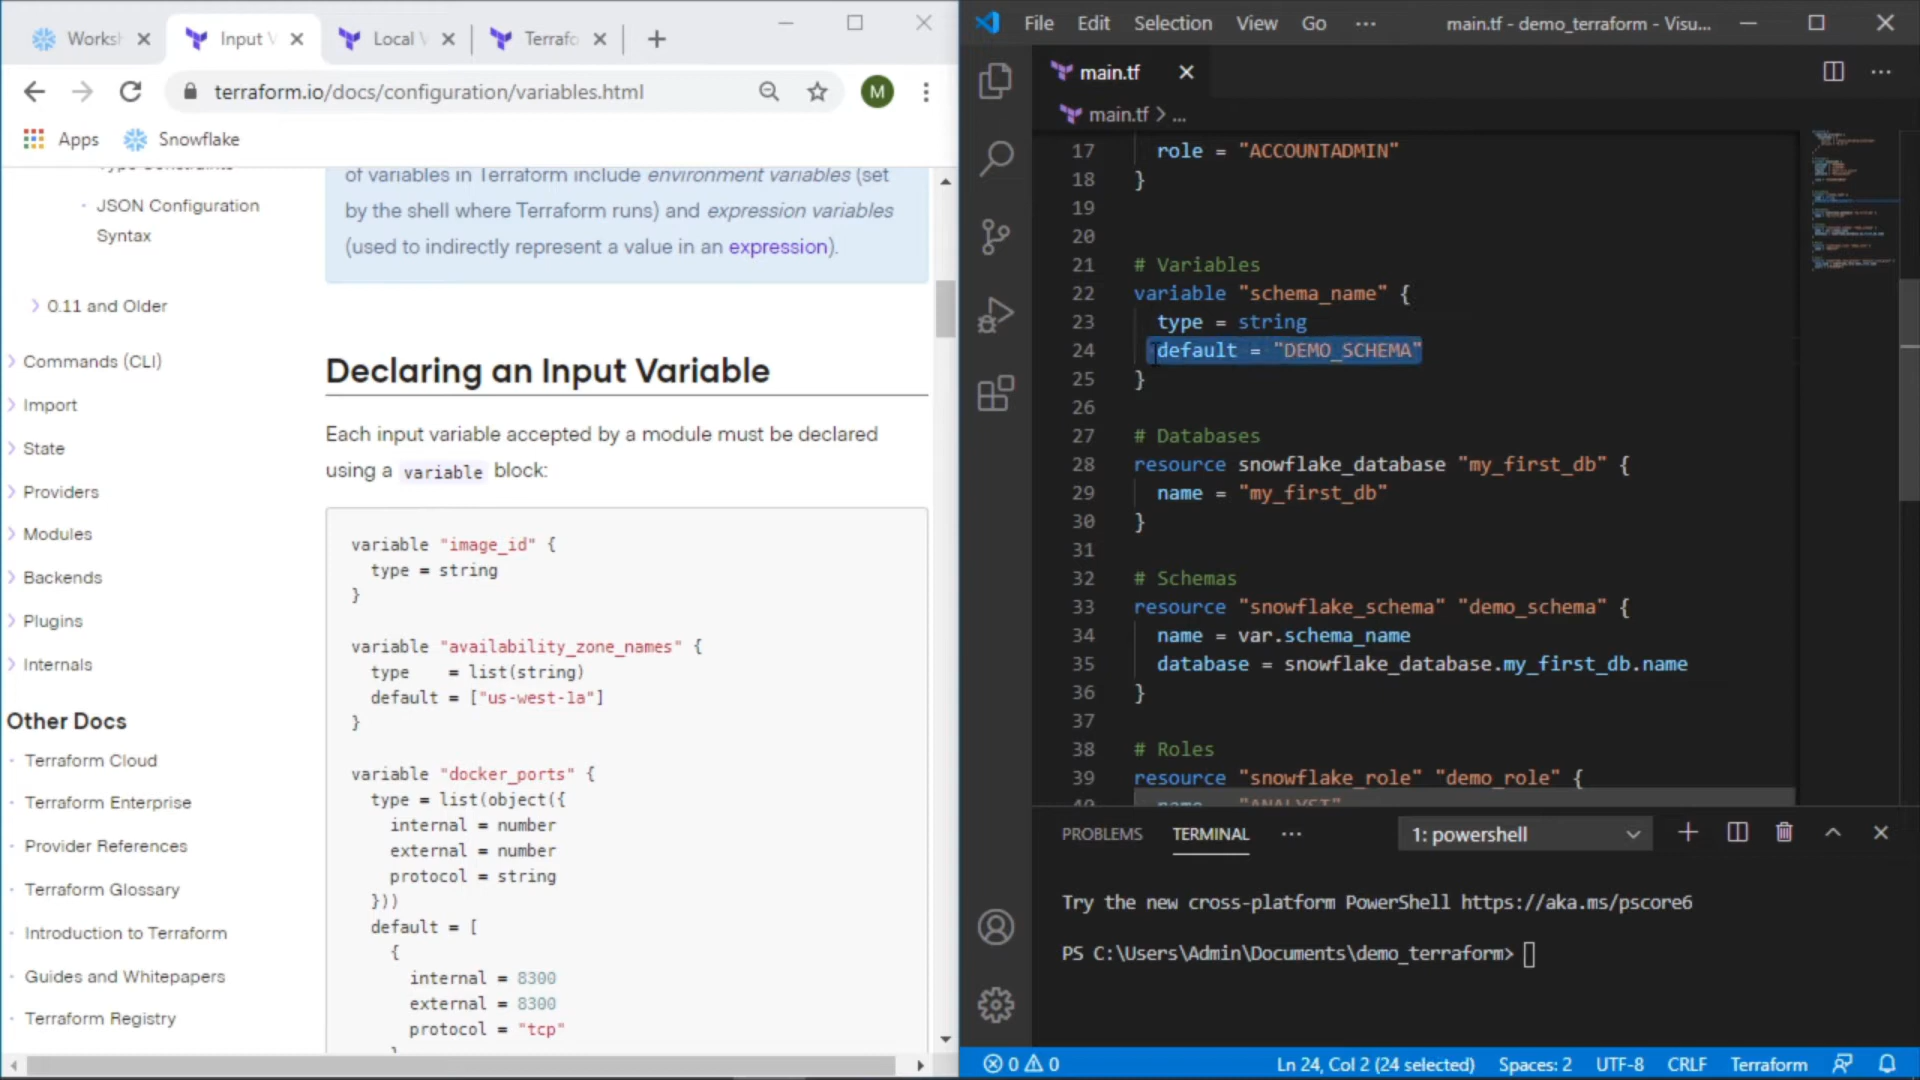 Works
Input V
Local V
Terrafo
terraform.io/docs/configuration/variables.html
M
Apps
Snowflake
Type Constraints
JSON Configuration
Syntax
0.11 and Older
Commands (CLI)
Import
State
Providers
Modules
Backends
Plugins
Internals
Other Docs
Terraform Cloud
Terraform Enterprise
Provider References
Terraform Glossary
Introduction to Terraform
Guides and Whitepapers
Terraform Registry
of variables in Terraform include environment variables (set
by the shell where Terraform runs) and expression variables
(used to indirectly represent a value in an expression).
Declaring an Input Variable
Each input variable accepted by a module must be declared
using a variable block:
variable "image_id" {
type = string
}
variable "availability_zone_names" {
type    = list(string)
default = ["us-west-1a"]
}
variable "docker_ports" {
type = list(object({
internal = number
external = number
protocol = string
}))
default = [
{
internal = 8300
external = 8300
protocol = "tcp"
}
File Edit Selection View Go ··· main.tf - demo_terraform - Visu...
main.tf
main.tf > ...
17 role = "ACCOUNTADMIN"
18 }
19
20
21 # Variables
22 variable "schema_name" {
23 type = string
24 default = "DEMO_SCHEMA"
25 }
26
27 # Databases
28 resource snowflake_database "my_first_db" {
29 name = "my_first_db"
30 }
31
32 # Schemas
33 resource "snowflake_schema" "demo_schema" {
34 name = var.schema_name
35 database = snowflake_database.my_first_db.name
36 }
37
38 # Roles
39 resource "snowflake_role" "demo_role" {
40 name = "ANALYST"
PROBLEMS TERMINAL ··· 1: powershell
Try the new cross-platform PowerShell https://aka.ms/pscore6
PS C:\Users\Admin\Documents\demo_terraform>
0 0 Ln 24, Col 2 (24 selected) Spaces: 2 UTF-8 CRLF Terraform